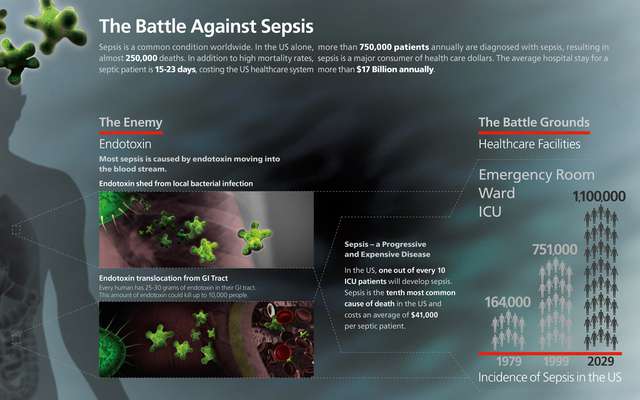 The Battle Against Sepsis
Sepsis is a common condition worldwide. In the US alone, more than 750,000 patients annually are diagnosed with sepsis, resulting in
almost 250,000 deaths. In addition to high mortality rates, sepsis is a major consumer of health care dollars. The average hospital stay for a
septic patient is 15-23 days, costing the US healthcare system more than $17 Billion annually.
The Enemy
Endotoxin
Most sepsis is caused by endotoxin moving into
the blood stream.
Endotoxin shed from local bacterial infection
Endotoxin translocation from GI Tract
Every human has 25-30 grams of endotoxin in their GI tract.
This amount of endotoxin could kill up to 10,000 people.
Sepsis – a Progressive
and Expensive Disease
In the US, one out of every 10
ICU patients will develop sepsis.
Sepsis is the tenth most common
cause of death in the US and
costs an average of $41,000
per septic patient.
The Battle Grounds
Healthcare Facilities
Emergency Room
Ward
ICU
1,100,000
751,000
164,000
1979 1999 2029
Incidence of Sepsis in the US